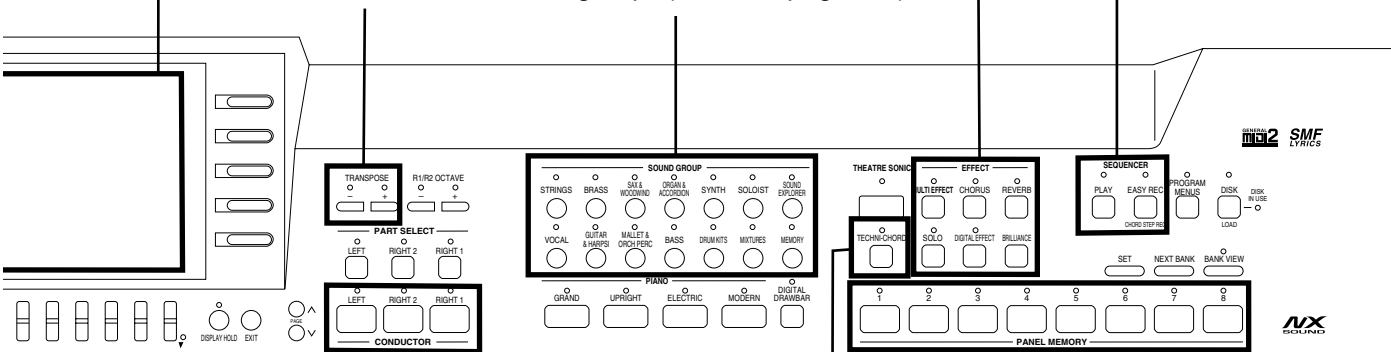 GENERAL MIDI2 SMF LYRICS
TRANSPOSE
− +
R1/R2 OCTAVE
− +
PART SELECT
LEFT RIGHT 2 RIGHT 1
LEFT RIGHT 2 RIGHT 1
CONDUCTOR
DISPLAY HOLD EXIT
PAGE
SOUND GROUP
STRINGS BRASS SAX & WOODWIND ORGAN & ACCORDION SYNTH SOLOIST SOUND EXPLORER
VOCAL GUITAR & HARPSI MALLET & ORCH PERC BASS DRUM KITS MIXTURES MEMORY
PIANO
GRAND UPRIGHT ELECTRIC MODERN
DIGITAL DRAWBAR
THEATRE SONIC
TECHNI-CHORD
EFFECT
MULTI EFFECT CHORUS REVERB
SOLO DIGITAL EFFECT BRILLIANCE
SEQUENCER
PLAY EASY REC
CHORD STEP REC
PROGRAM MENUS
DISK
LOAD
DISK IN USE
SET NEXT BANK BANK VIEW
1 2 3 4 5 6 7 8
PANEL MEMORY
NX SOUND